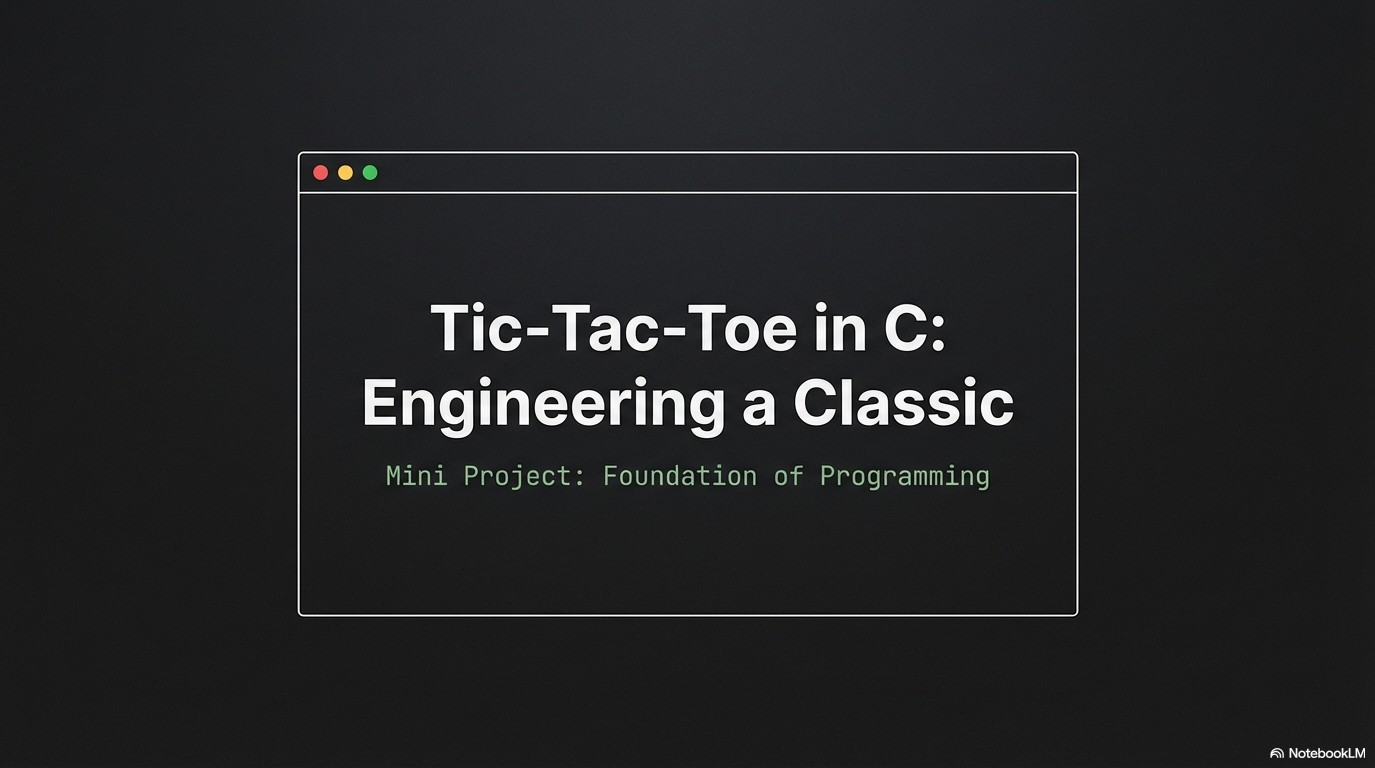 Tic-Tac-Toe in C:
Engineering a Classic
Mini Project: Foundation of Programming
NotebookLM